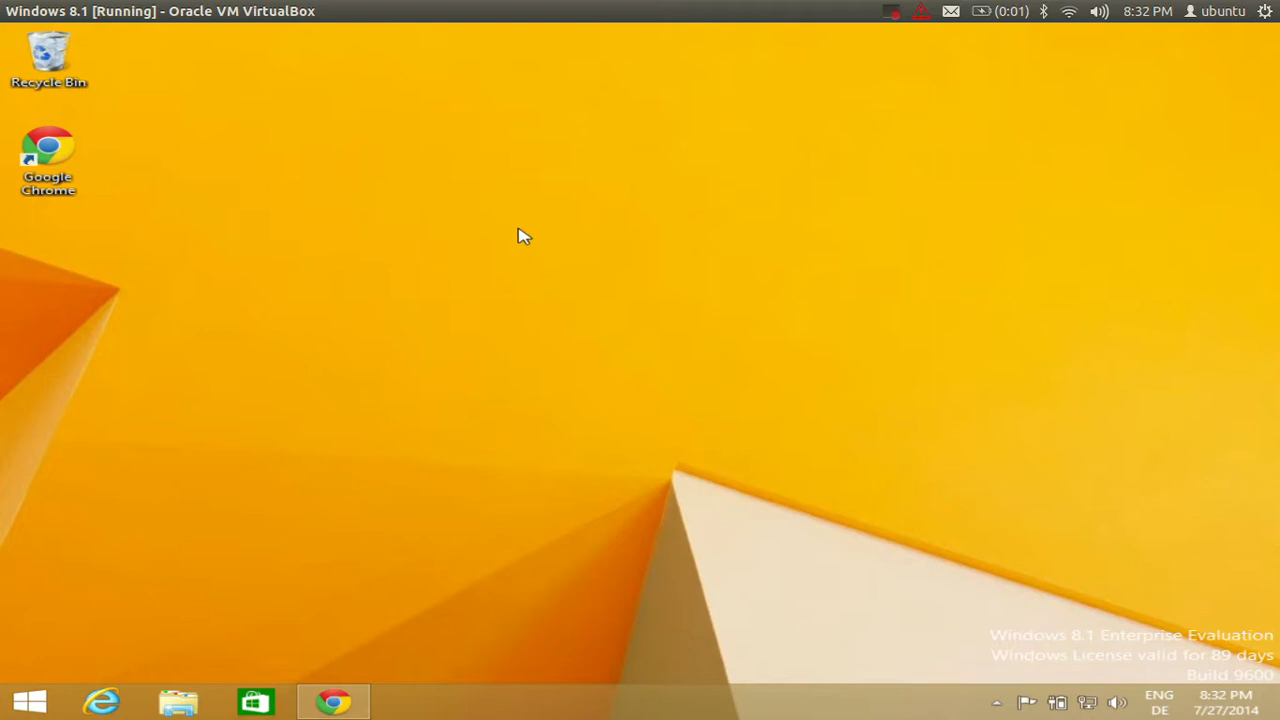 Windows 8.1 [Running] - Oracle VM VirtualBox
(0:01)
8:32 PM
ubuntu
Recycle Bin
Google
Chrome
Windows 8.1 Enterprise Evaluation
Windows License valid for 89 days
Build 9600
ENG
DE
8:32 PM
7/27/2014